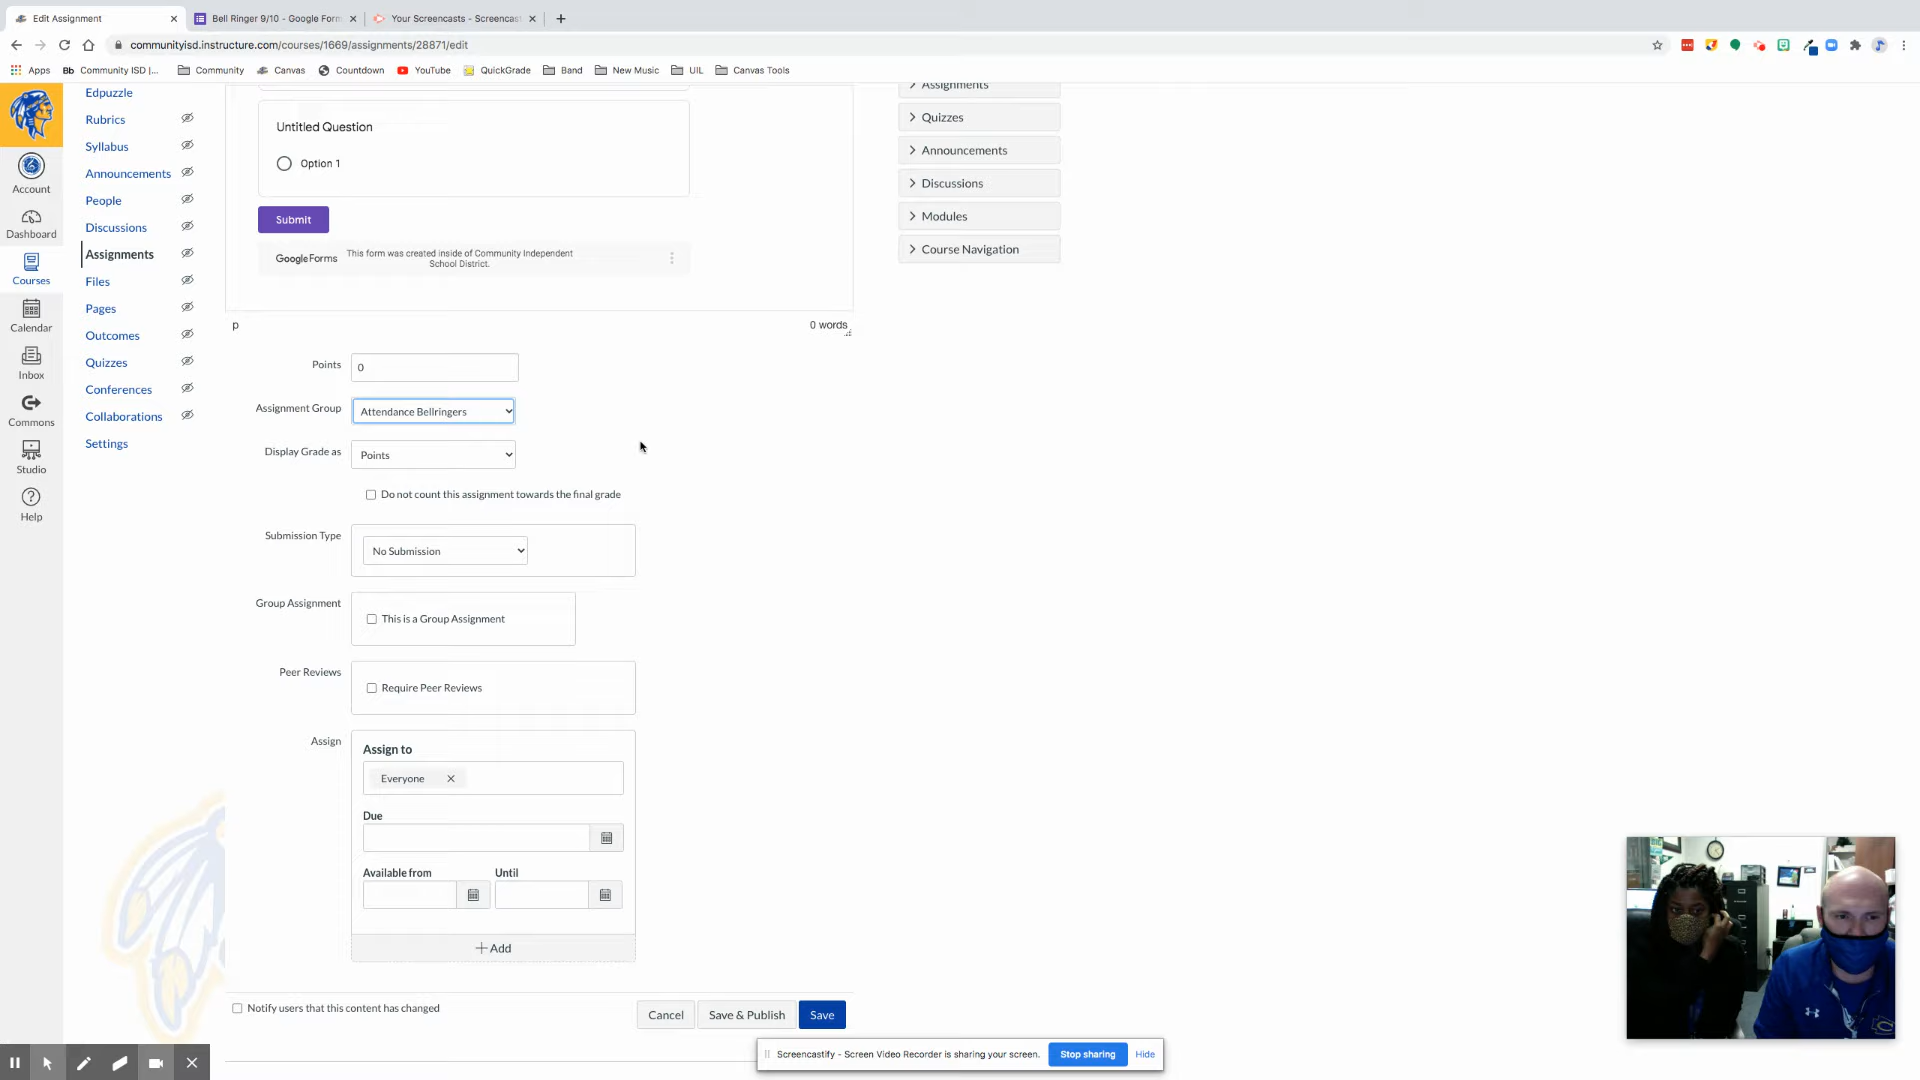 Edit Assignment
Bell Ringer 9/10 - Google Form
Your Screencasts - Screencast
communityisd.instructure.com/courses/1669/assignments/28871/edit
Apps
Bb Community ISD |...
Community
Canvas
Countdown
YouTube
QuickGrade
Band
New Music
UIL
Canvas Tools
Account
Dashboard
Courses
Calendar
Inbox
Commons
Studio
Help
Edpuzzle
Rubrics
Syllabus
Announcements
People
Discussions
Assignments
Files
Pages
Outcomes
Quizzes
Conferences
Collaborations
Settings
Untitled Question
Option 1
Submit
Google Forms
This form was created inside of Community Independent
School District.
p
0 words
Points
0
Assignment Group
Attendance Bellringers
Display Grade as
Points
Do not count this assignment towards the final grade
Submission Type
No Submission
Group Assignment
This is a Group Assignment
Peer Reviews
Require Peer Reviews
Assign
Assign to
Everyone
Due
Available from
Until
+ Add
Notify users that this content has changed
Cancel
Save & Publish
Save
Assignments
Quizzes
Announcements
Discussions
Modules
Course Navigation
Screencastify - Screen Video Recorder is sharing your screen.
Stop sharing
Hide